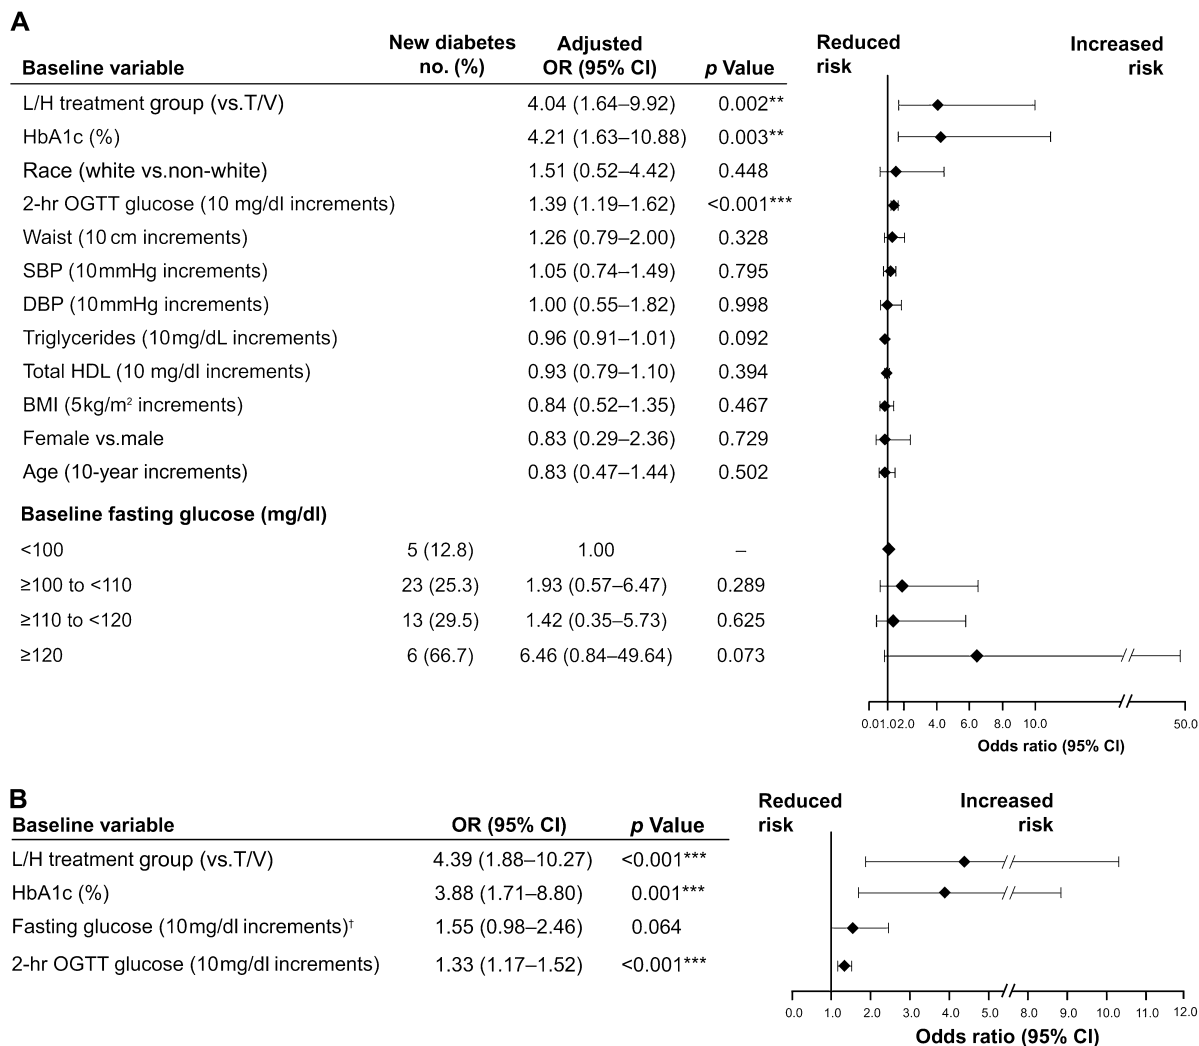 A
New diabetes Adjusted Reduced Increased
Baseline variable no. (%) OR (95% CI) p Value risk risk
L/H treatment group (vs.T/V) 4.04 (1.64–9.92) 0.002**
HbA1c (%) 4.21 (1.63–10.88) 0.003**
Race (white vs.non-white) 1.51 (0.52–4.42) 0.448
2-hr OGTT glucose (10 mg/dl increments) 1.39 (1.19–1.62) <0.001***
Waist (10 cm increments) 1.26 (0.79–2.00) 0.328
SBP (10mmHg increments) 1.05 (0.74–1.49) 0.795
DBP (10mmHg increments) 1.00 (0.55–1.82) 0.998
Triglycerides (10mg/dL increments) 0.96 (0.91–1.01) 0.092
Total HDL (10 mg/dl increments) 0.93 (0.79–1.10) 0.394
BMI (5kg/m² increments) 0.84 (0.52–1.35) 0.467
Female vs.male 0.83 (0.29–2.36) 0.729
Age (10-year increments) 0.83 (0.47–1.44) 0.502
Baseline fasting glucose (mg/dl)
<100 5 (12.8) 1.00 –
≥100 to <110 23 (25.3) 1.93 (0.57–6.47) 0.289
≥110 to <120 13 (29.5) 1.42 (0.35–5.73) 0.625
≥120 6 (66.7) 6.46 (0.84–49.64) 0.073
0.01.02.0 4.0 6.0 8.0 10.0 50.0
Odds ratio (95% CI)
B
Reduced Increased
Baseline variable OR (95% CI) p Value risk risk
L/H treatment group (vs.T/V) 4.39 (1.88–10.27) <0.001***
HbA1c (%) 3.88 (1.71–8.80) 0.001***
Fasting glucose (10mg/dl increments)† 1.55 (0.98–2.46) 0.064
2-hr OGTT glucose (10mg/dl increments) 1.33 (1.17–1.52) <0.001***
0.0 1.0 2.0 3.0 4.0 5.0 8.0 9.0 10.0 11.0 12.0
Odds ratio (95% CI)